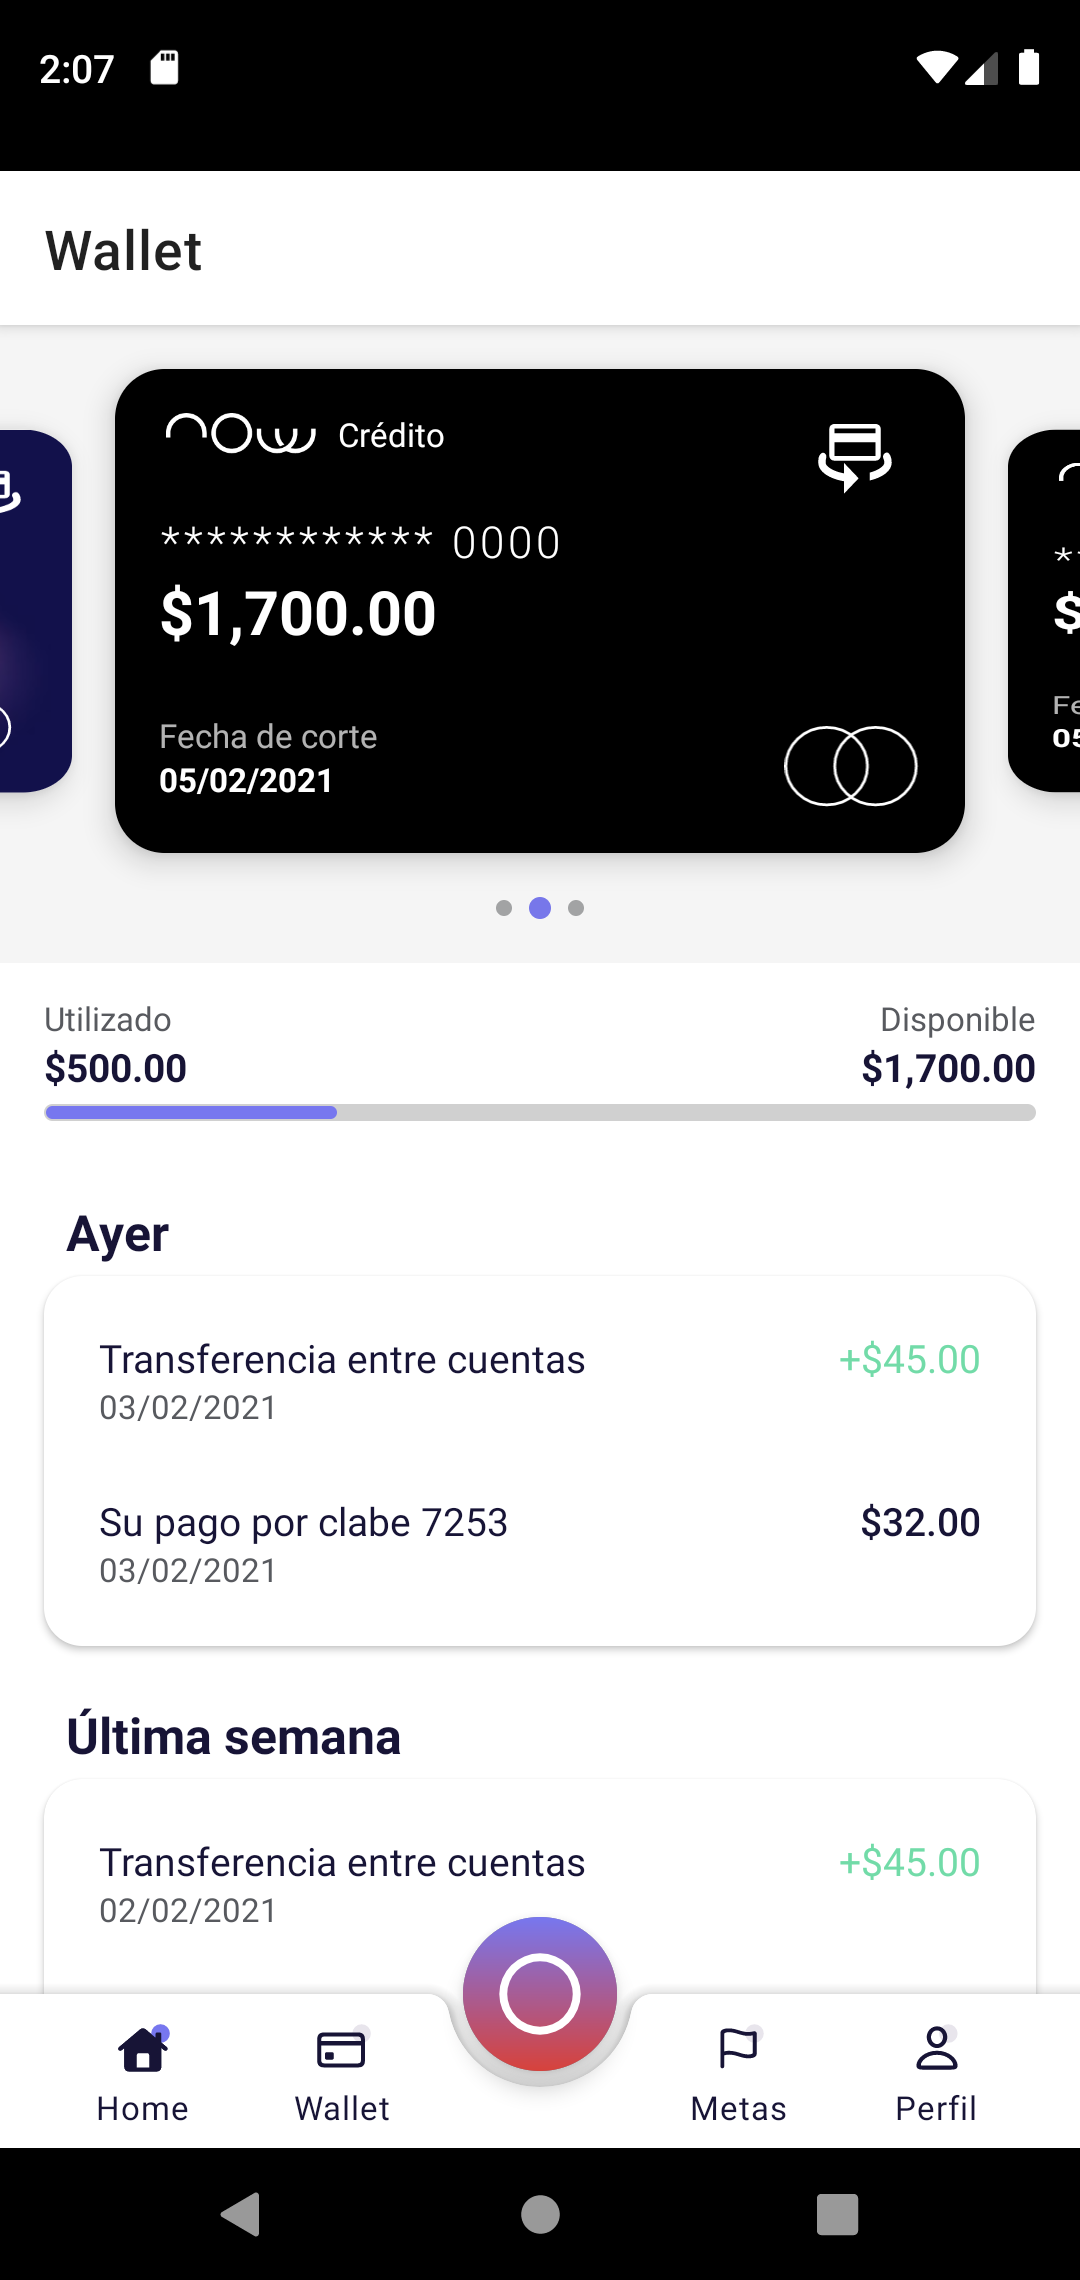 2:07
Wallet
now Crédito
************ 0000
$1,700.00
Fecha de corte
05/02/2021
$
Fe
05
Utilizado
Disponible
$500.00
$1,700.00
Ayer
Transferencia entre cuentas
+$45.00
03/02/2021
Su pago por clabe 7253
$32.00
03/02/2021
Última semana
Transferencia entre cuentas
+$45.00
02/02/2021
Home
Wallet
Metas
Perfil